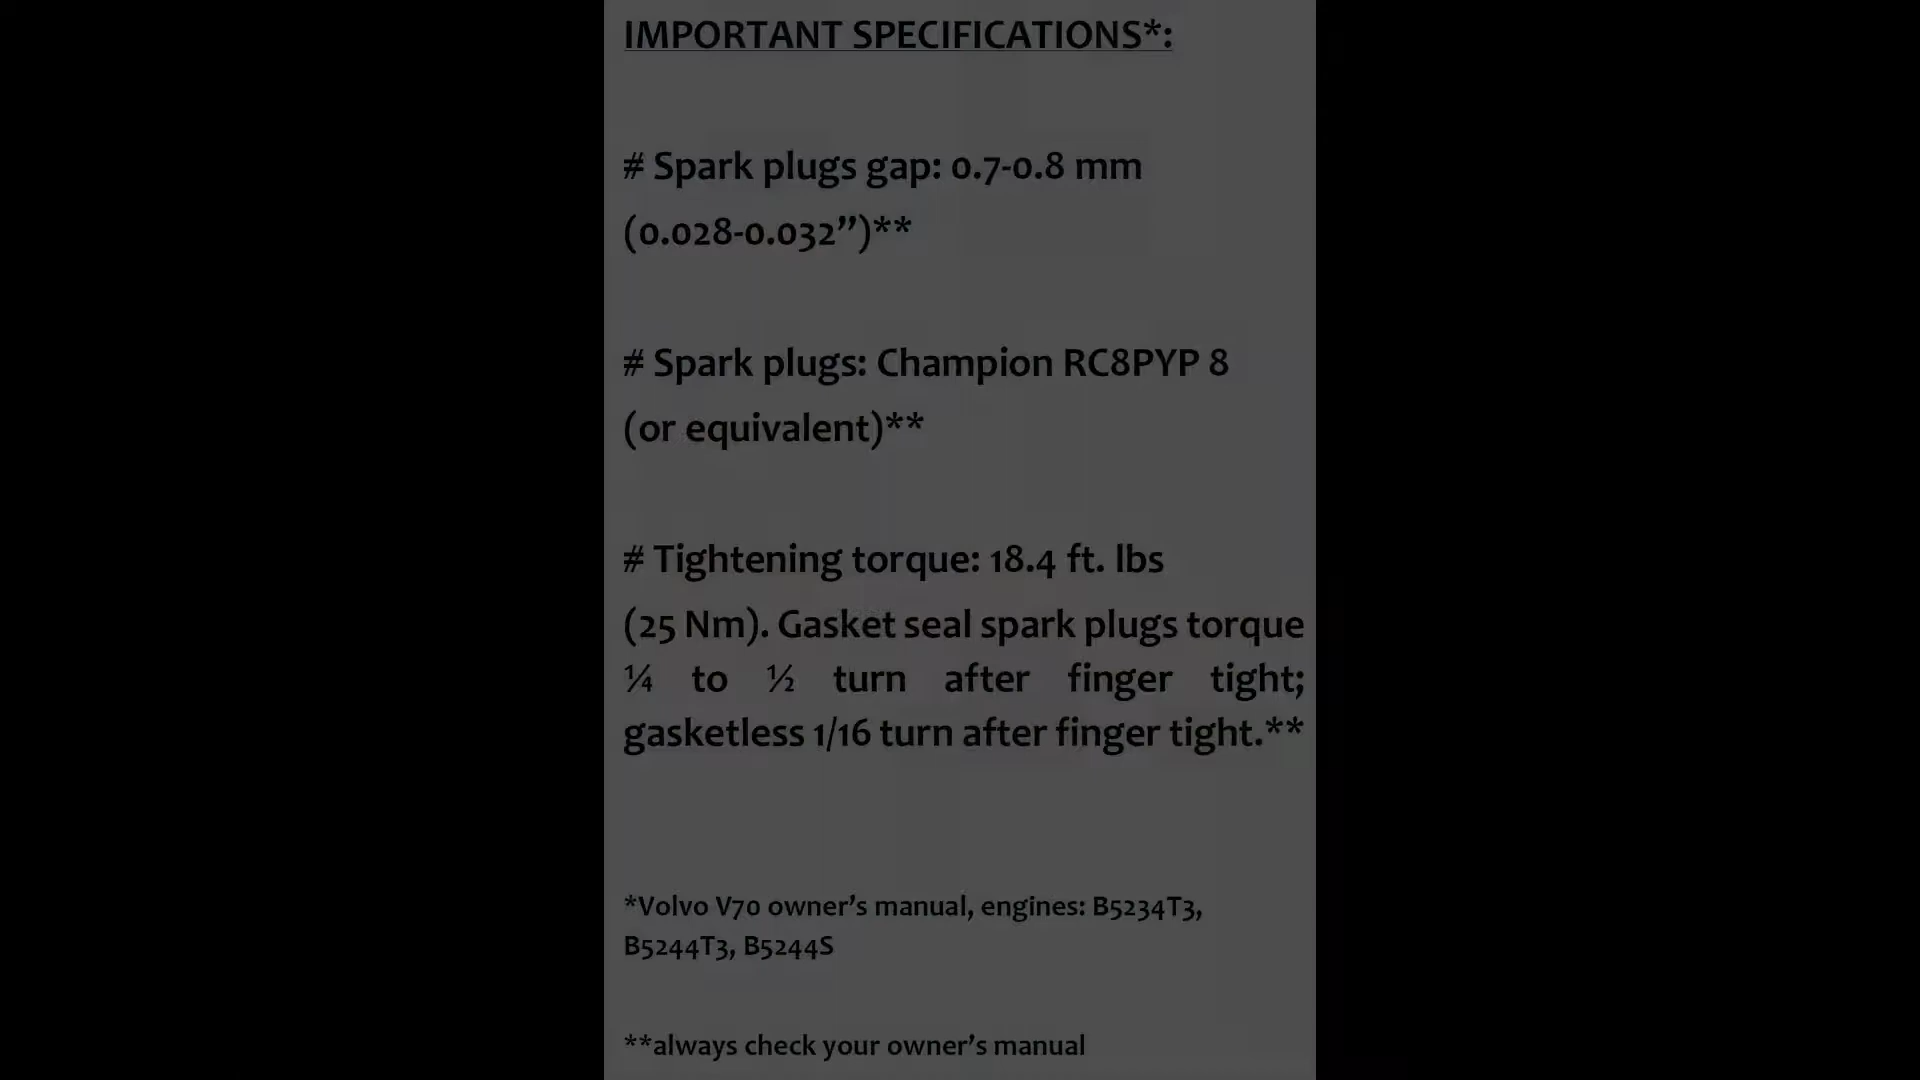 IMPORTANT SPECIFICATIONS*:
# Spark plugs gap: 0.7-0.8 mm
(0.028-0.032”)**
# Spark plugs: Champion RC8PYP 8
(or equivalent)**
# Tightening torque: 18.4 ft. lbs
(25 Nm). Gasket seal spark plugs torque
¼ to ½ turn after finger tight;
gasketless 1/16 turn after finger tight.**
*Volvo V70 owner’s manual, engines: B5234T3,
B5244T3, B5244S
**always check your owner’s manual